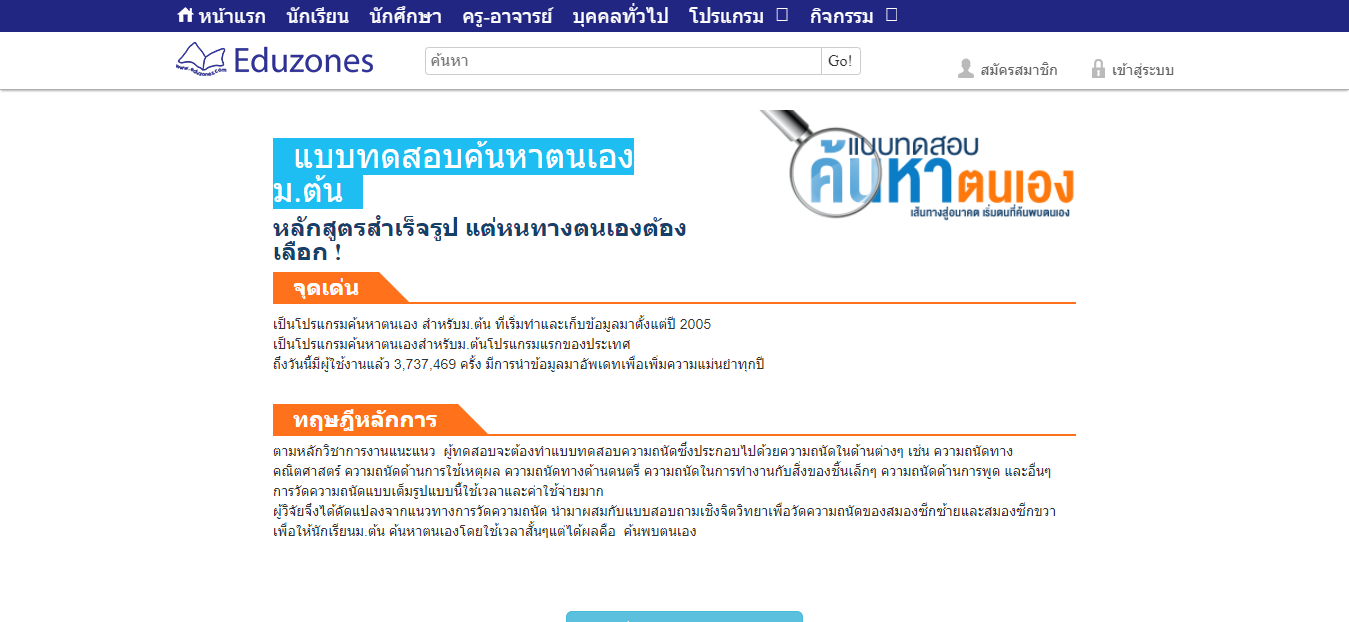 หน้าแรก นักเรียน นักศึกษา ครู-อาจารย์ บุคคลทั่วไป โปรแกรม กิจกรรม
www.eduzones.com Eduzones
ค้นหา Go!
สมัครสมาชิก เข้าสู่ระบบ
แบบทดสอบ
ค้นหาตนเอง
เส้นทางสู่อนาคต เริ่มต้นที่ค้นพบตนเอง
แบบทดสอบค้นหาตนเอง
ม.ต้น
หลักสูตรสำเร็จรูป แต่หนทางตนเองต้อง
เลือก !
จุดเด่น
เป็นโปรแกรมค้นหาตนเอง สำหรับม.ต้น ที่เริ่มทำและเก็บข้อมูลมาตั้งแต่ปี 2005
เป็นโปรแกรมค้นหาตนเองสำหรับม.ต้นโปรแกรมแรกของประเทศ
ถึงวันนี้มีผู้ใช้งานแล้ว 3,737,469 ครั้ง มีการนำข้อมูลมาอัพเดทเพื่อเพิ่มความแม่นยำทุกปี
ทฤษฎีหลักการ
ตามหลักวิชาการงานแนะแนว ผู้ทดสอบจะต้องทำแบบทดสอบความถนัดซึ่งประกอบไปด้วยความถนัดในด้านต่างๆ เช่น ความถนัดทาง
คณิตศาสตร์ ความถนัดด้านการใช้เหตุผล ความถนัดทางด้านดนตรี ความถนัดในการทำงานกับสิ่งของชิ้นเล็กๆ ความถนัดด้านการพูด และอื่นๆ
การวัดความถนัดแบบเต็มรูปแบบนี้ใช้เวลาและค่าใช้จ่ายมาก
ผู้วิจัยจึงได้ดัดแปลงจากแนวทางการวัดความถนัด นำมาผสมกับแบบสอบถามเชิงจิตวิทยาเพื่อวัดความถนัดของสมองซีกซ้ายและสมองซีกขวา
เพื่อให้นักเรียนม.ต้น ค้นหาตนเองโดยใช้เวลาสั้นๆแต่ได้ผลคือ ค้นพบตนเอง